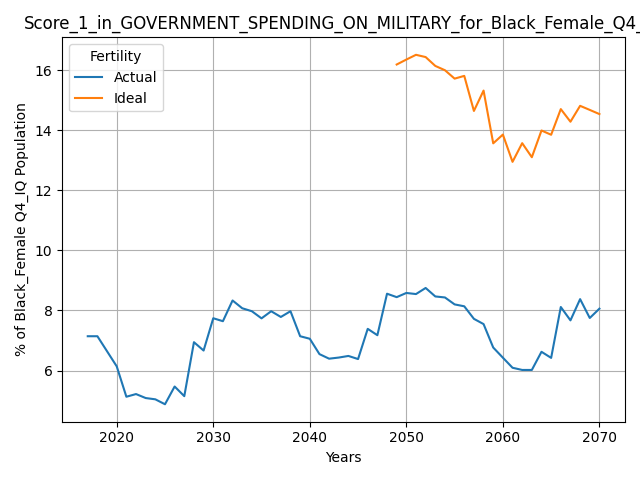 Score_1_in_GOVERNMENT_SPENDING_ON_MILITARY_for_Black_Female_Q4_
Fertility
Actual
Ideal
% of Black_Female Q4_IQ Population
16
14
12
10
8
6
2020 2030 2040 2050 2060 2070
Years